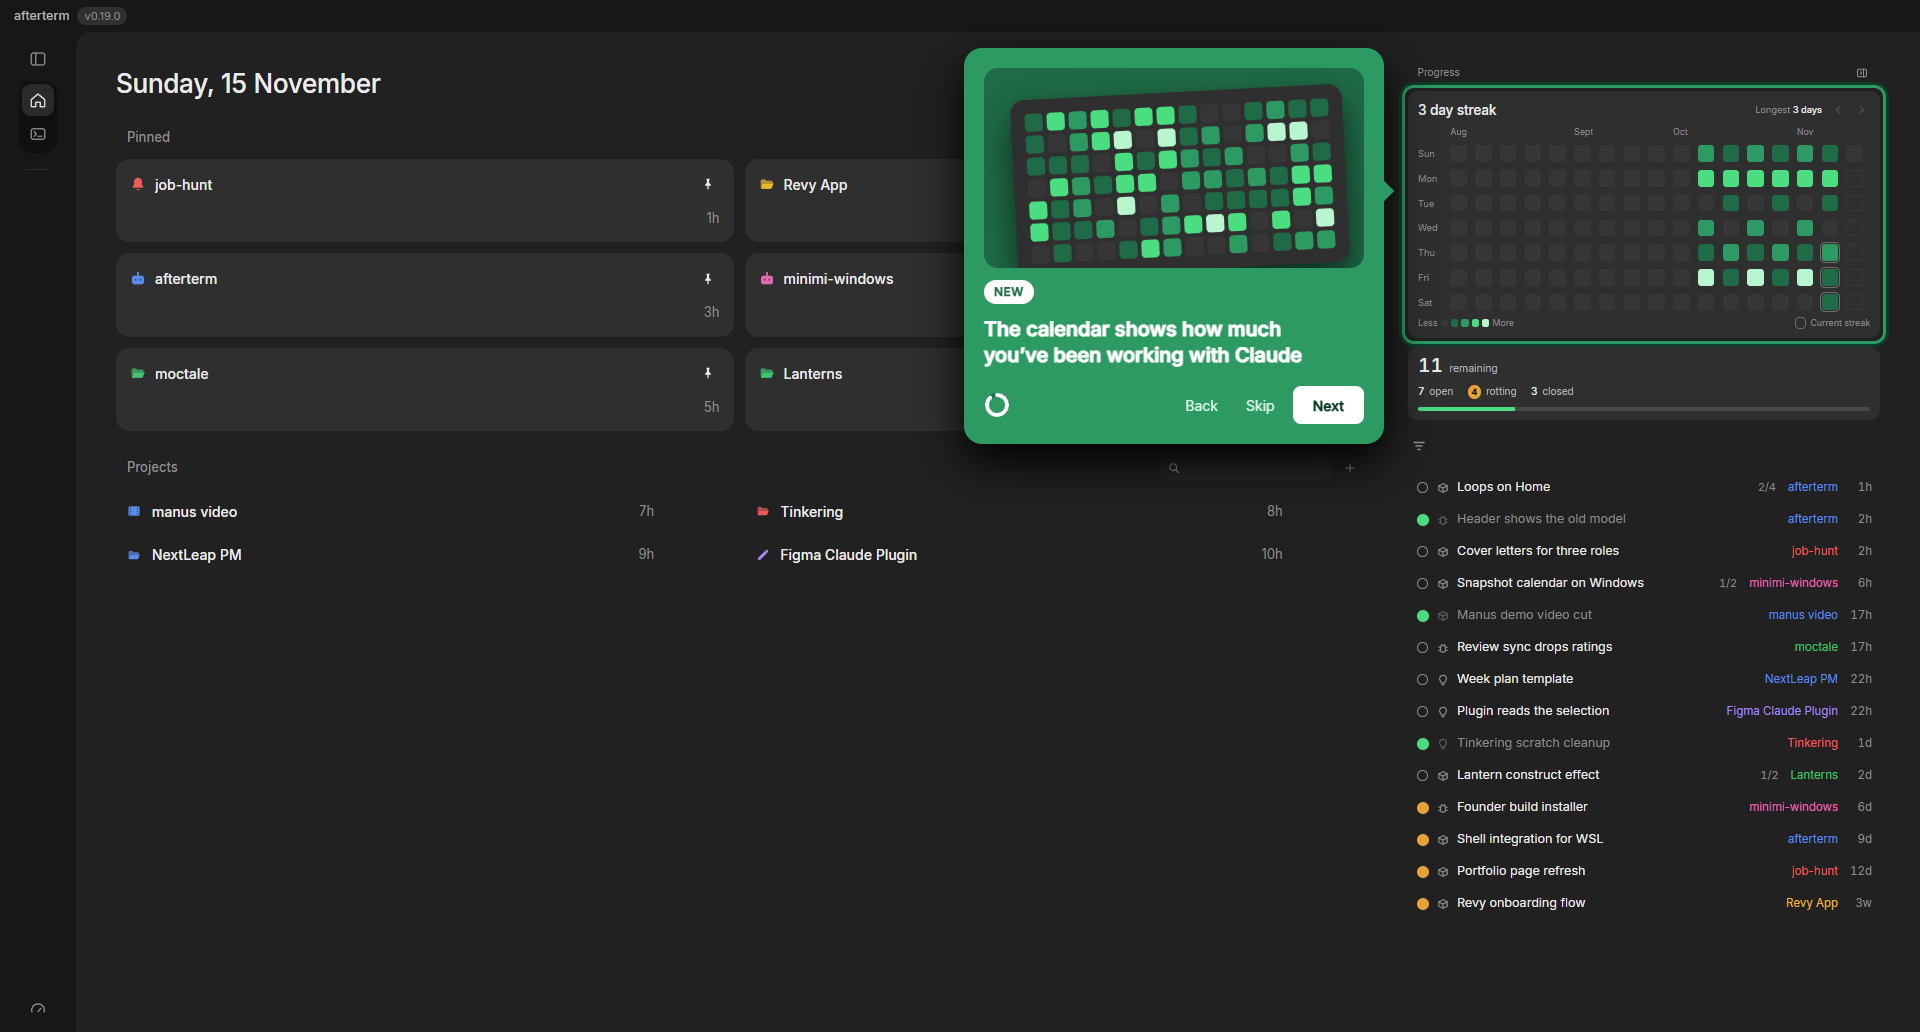 afterterm v0.19.0
Sunday, 15 November
Pinned
job-hunt
1h
Revy App
afterterm
3h
minimi-windows
moctale
5h
Lanterns
Projects
manus video 7h
Tinkering 8h
NextLeap PM 9h
Figma Claude Plugin 10h
NEW
The calendar shows how much
you’ve been working with Claude
Back Skip Next
Progress
3 day streak Longest 3 days
Aug Sept Oct Nov
Sun
Mon
Tue
Wed
Thu
Fri
Sat
Less More Current streak
11 remaining
7 open 4 rotting 3 closed
Loops on Home 2/4 afterterm 1h
Header shows the old model afterterm 2h
Cover letters for three roles job-hunt 2h
Snapshot calendar on Windows 1/2 minimi-windows 6h
Manus demo video cut manus video 17h
Review sync drops ratings moctale 17h
Week plan template NextLeap PM 22h
Plugin reads the selection Figma Claude Plugin 22h
Tinkering scratch cleanup Tinkering 1d
Lantern construct effect 1/2 Lanterns 2d
Founder build installer minimi-windows 6d
Shell integration for WSL afterterm 9d
Portfolio page refresh job-hunt 12d
Revy onboarding flow Revy App 3w